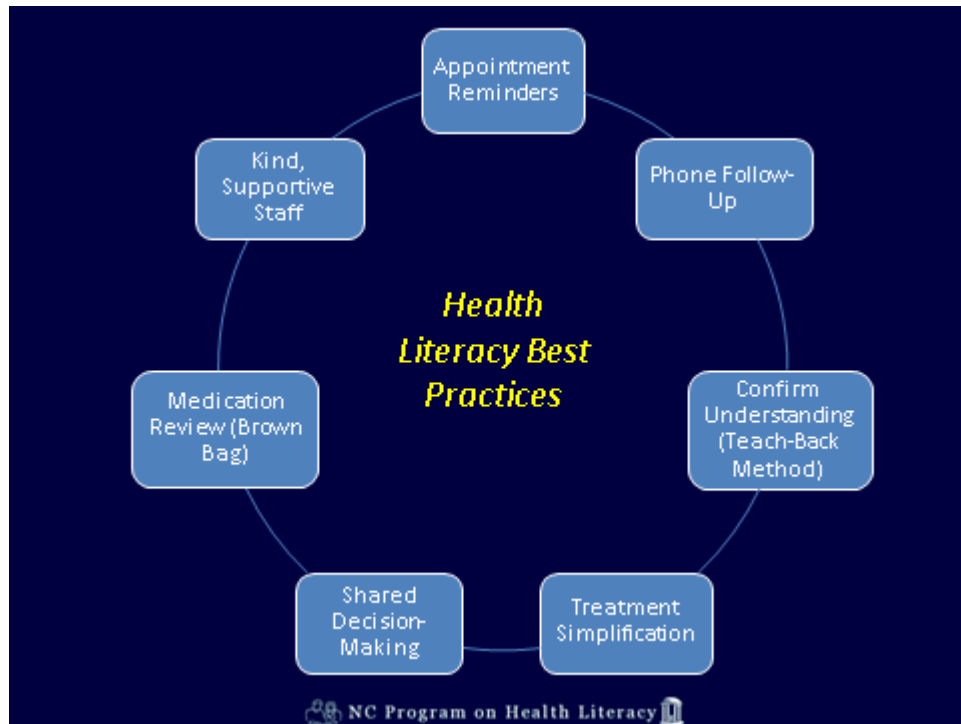 Appointment
Reminders
Phone Follow-
Up
Confirm
Understanding
(Teach-Back
Method)
Treatment
Simplification
Shared
Decision-
Making
Medication
Review (Brown
Bag)
Kind,
Supportive
Staff
Health
Literacy Best
Practices
NC Program on Health Literacy